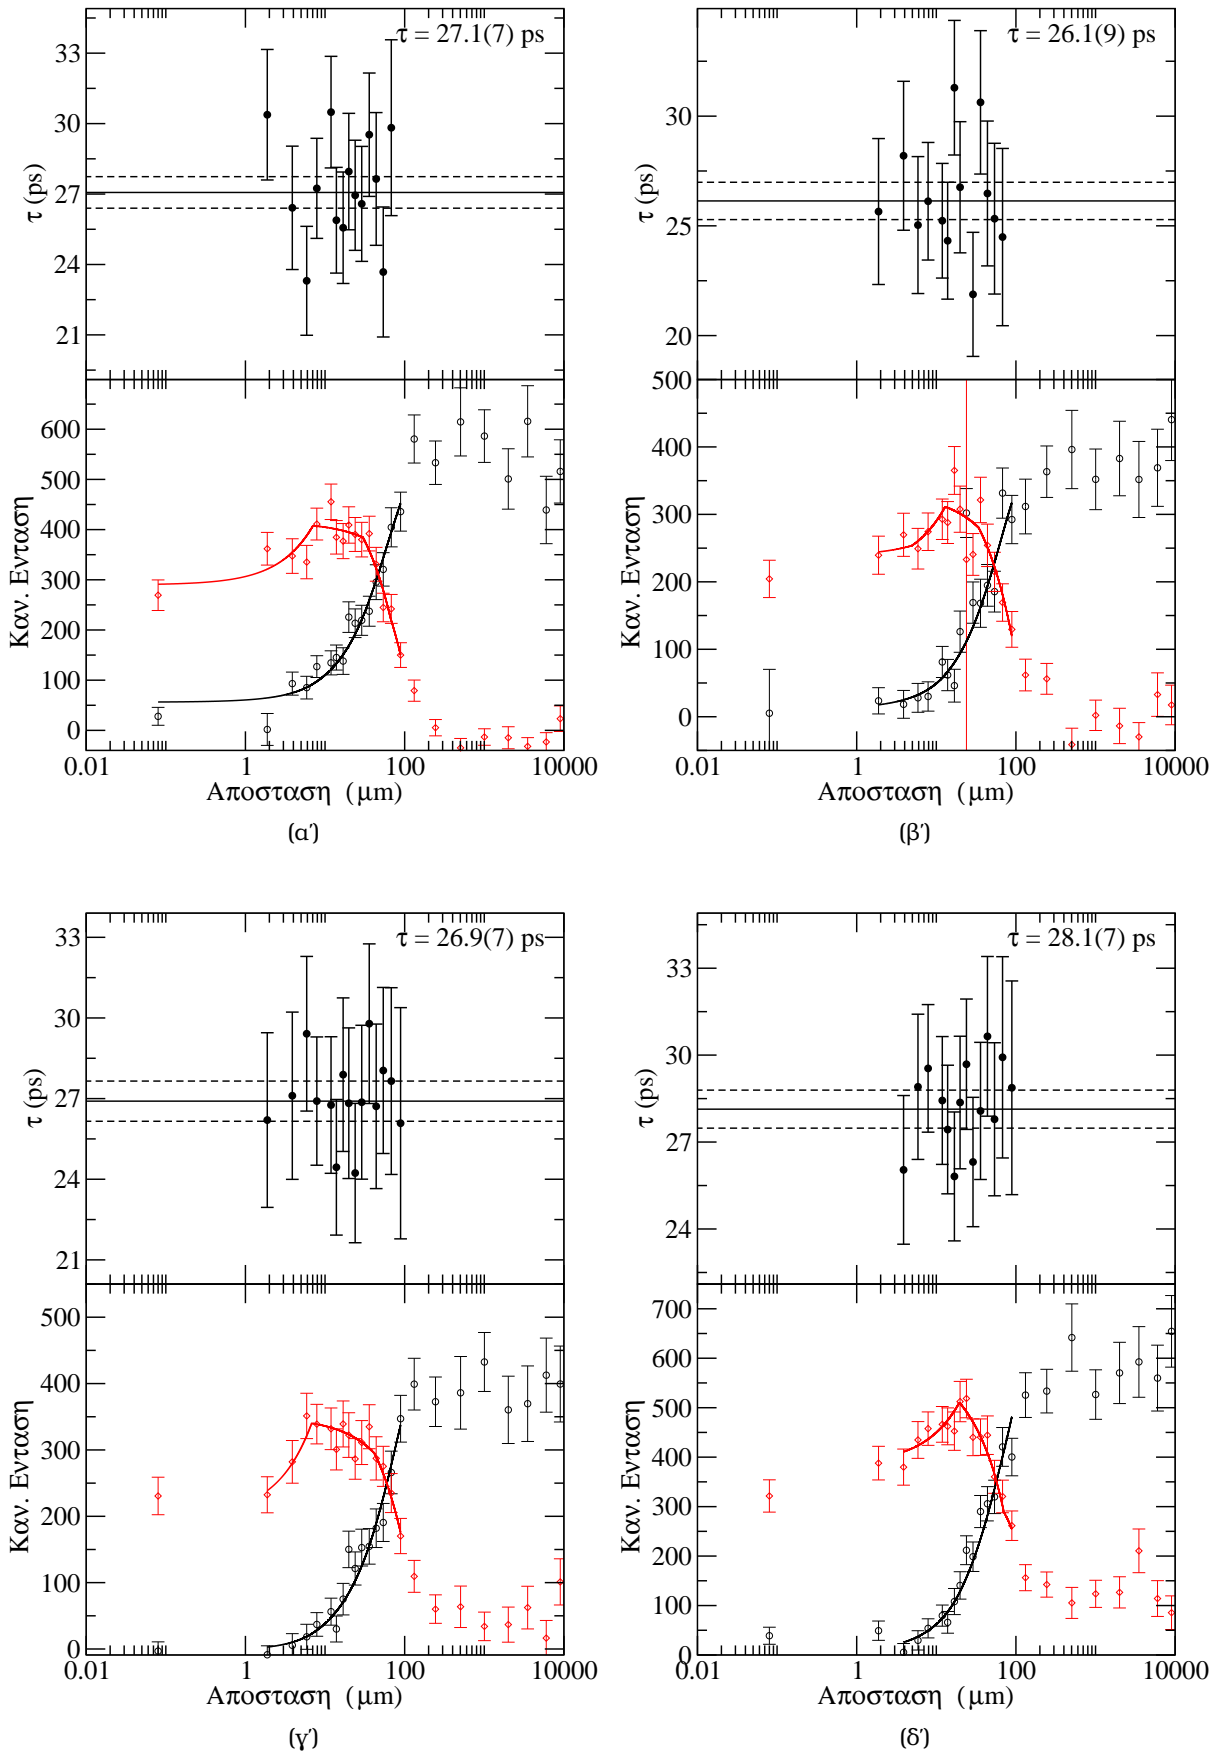 τ = 27.1(7) ps
33
30
27
24
21
τ (ps)
600
500
400
300
200
100
0
Καν. Ενταση
0.01 1 100 10000
Αποσταση (μm)
(α΄)
τ = 26.1(9) ps
30
25
20
τ (ps)
500
400
300
200
100
0
Καν. Ενταση
0.01 1 100 10000
Αποσταση (μm)
(β΄)
τ = 26.9(7) ps
33
30
27
24
21
τ (ps)
500
400
300
200
100
0
Καν. Ενταση
0.01 1 100 10000
Αποσταση (μm)
(γ΄)
τ = 28.1(7) ps
33
30
27
24
τ (ps)
700
600
500
400
300
200
100
0
Καν. Ενταση
0.01 1 100 10000
Αποσταση (μm)
(δ΄)